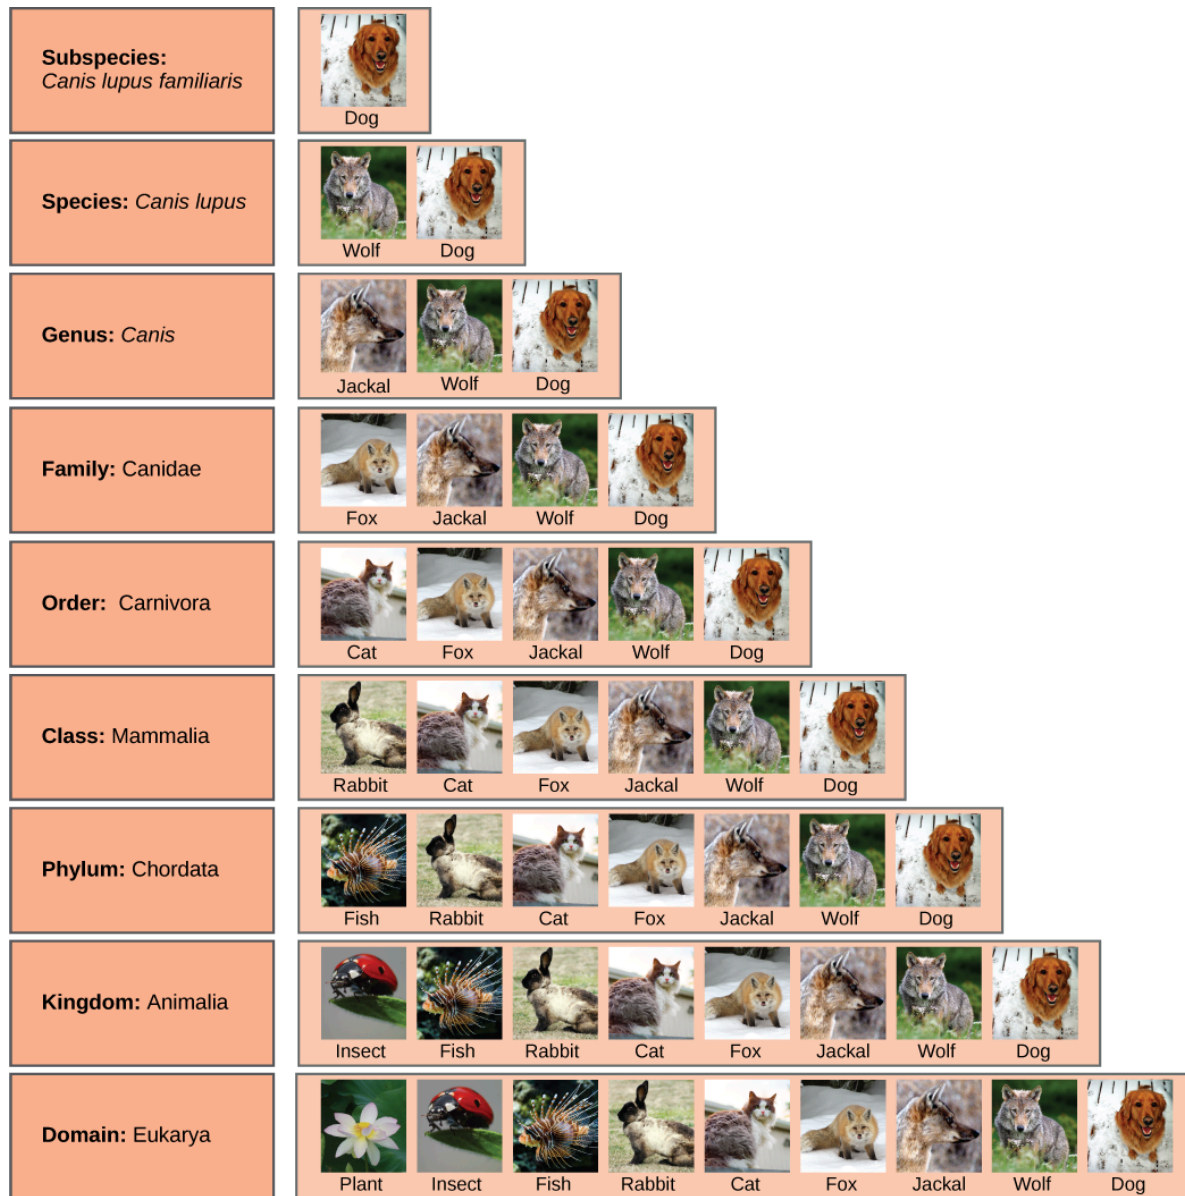 Subspecies:
Canis lupus familiaris
Dog
Species: Canis lupus
Wolf Dog
Genus: Canis
Jackal Wolf Dog
Family: Canidae
Fox Jackal Wolf Dog
Order: Carnivora
Cat Fox Jackal Wolf Dog
Class: Mammalia
Rabbit Cat Fox Jackal Wolf Dog
Phylum: Chordata
Fish Rabbit Cat Fox Jackal Wolf Dog
Kingdom: Animalia
Insect Fish Rabbit Cat Fox Jackal Wolf Dog
Domain: Eukarya
Plant Insect Fish Rabbit Cat Fox Jackal Wolf Dog